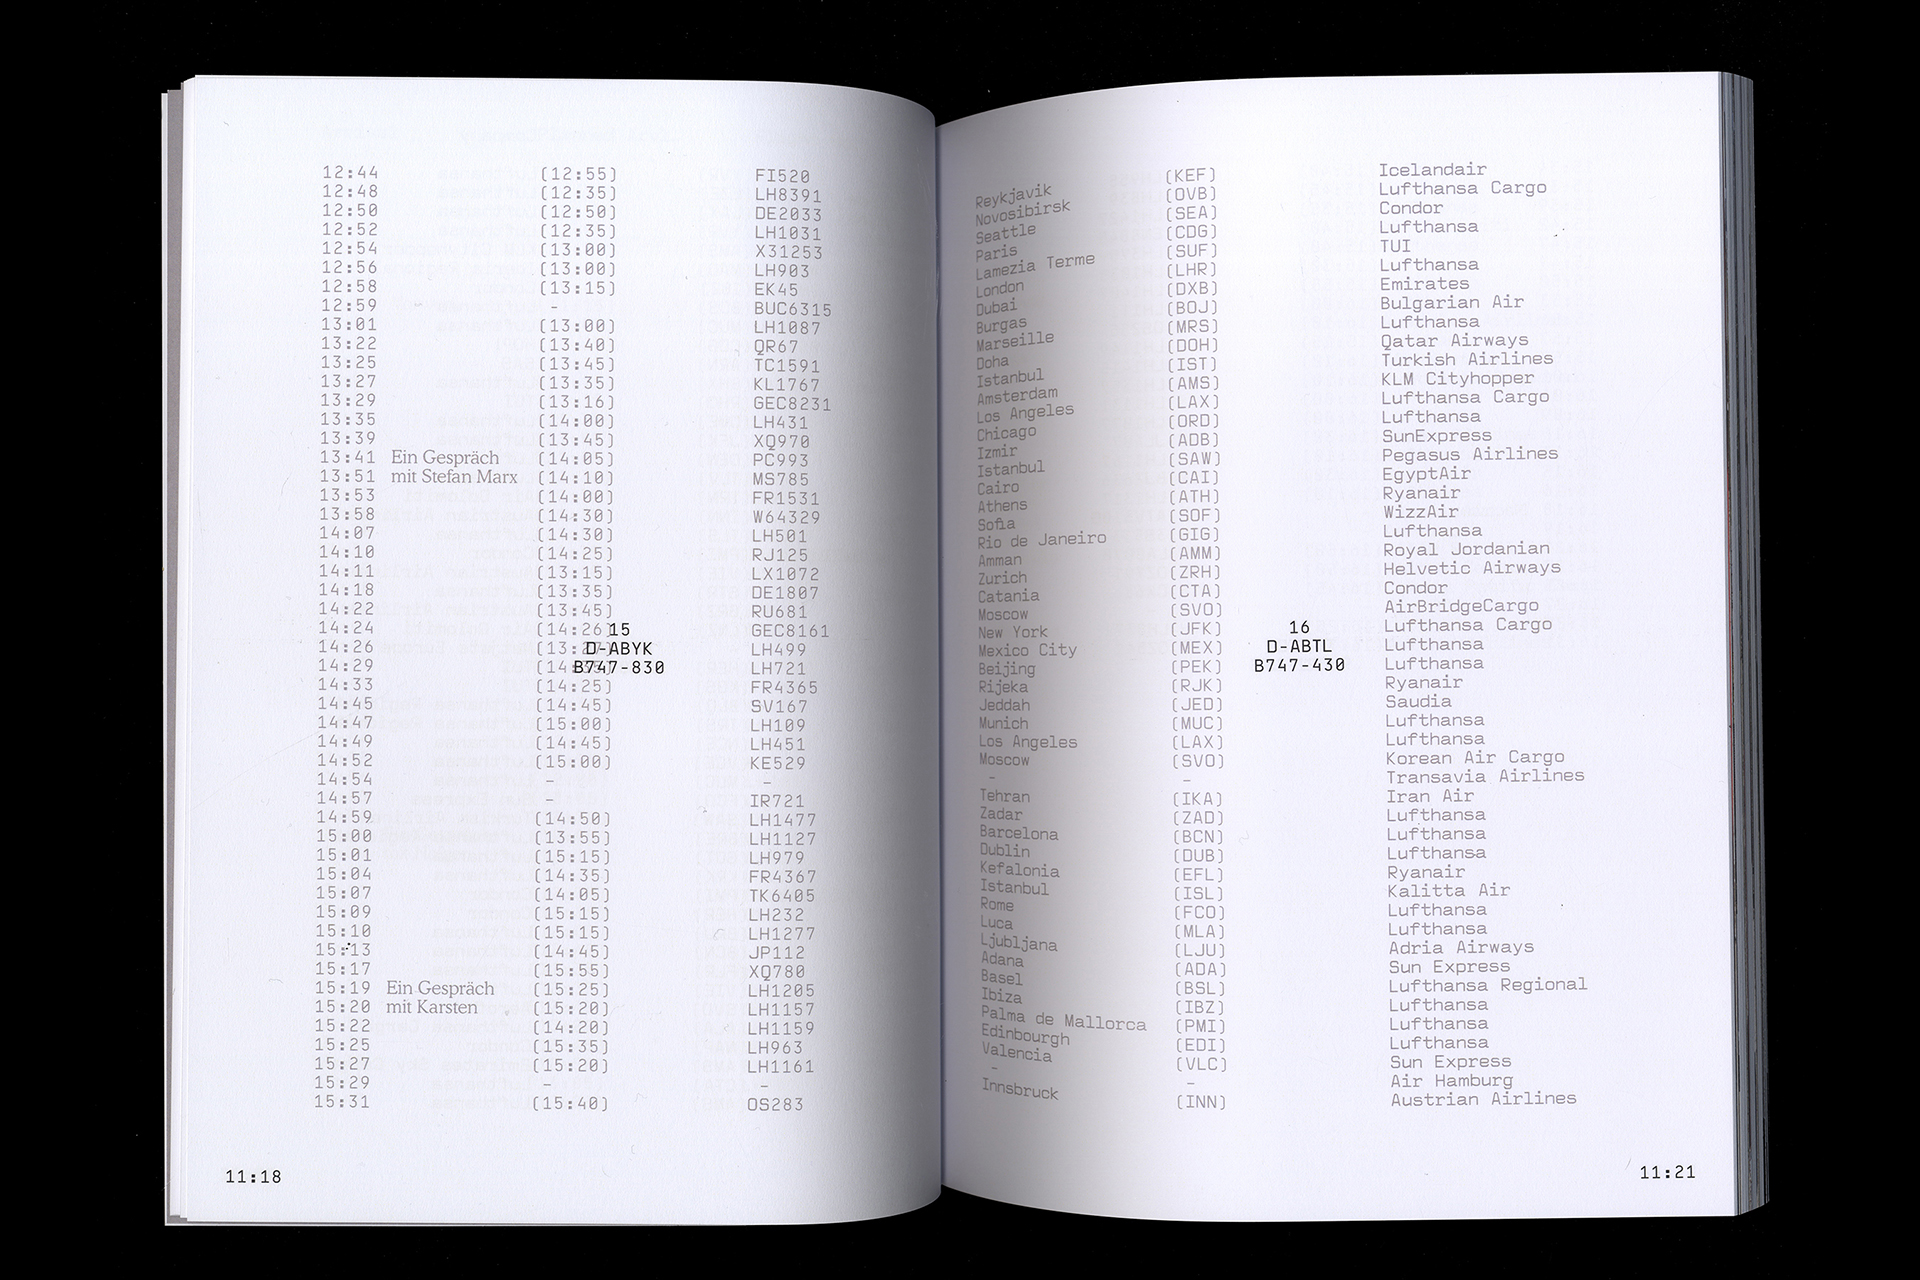 12:44 (12:55) FI520 Reykjavik (KEF) Icelandair
12:48 (12:35) LH8391 Novosibirsk (OVB) Lufthansa Cargo
12:50 (12:50) DE2033 Seattle (SEA) Condor
12:52 (12:35) LH1031 Paris (CDG) Lufthansa
12:54 (13:00) X31253 Lamezia Terme (SUF) TUI
12:56 (13:00) LH903 London (LHR) Lufthansa
12:58 (13:15) EK45 Dubai (DXB) Emirates
12:59 – BUC6315 Burgas (BOJ) Bulgarian Air
13:01 (13:00) LH1087 Marseille (MRS) Lufthansa
13:22 (13:40) QR67 Doha (DOH) Qatar Airways
13:25 (13:45) TC1591 Istanbul (IST) Turkish Airlines
13:27 (13:35) KL1767 Amsterdam (AMS) KLM Cityhopper
13:29 (13:16) GEC8231 Los Angeles (LAX) Lufthansa Cargo
13:35 (14:00) LH431 Chicago (ORD) Lufthansa
13:39 (13:45) XQ970 Izmir (ADB) SunExpress
13:41 Ein Gespräch (14:05) PC993 Istanbul (SAW) Pegasus Airlines
13:51 mit Stefan Marx (14:10) MS785 Cairo (CAI) EgyptAir
13:53 (14:00) FR1531 Athens (ATH) Ryanair
13:58 (14:30) W64329 Sofia (SOF) WizzAir
14:07 (14:30) LH501 Rio de Janeiro (GIG) Lufthansa
14:10 (14:25) RJ125 Amman (AMM) Royal Jordanian
14:11 (13:15) LX1072 Zurich (ZRH) Helvetic Airways
14:18 (13:35) DE1807 Catania (CTA) Condor
14:22 (13:45) RU681 Moscow (SVO) AirBridgeCargo
14:24 (14:26) 15 GEC8161 New York (JFK) 16 Lufthansa Cargo
14:26 D-ABYK LH499 Mexico City (MEX) D-ABTL Lufthansa
14:29 B747-830 LH721 Beijing (PEK) B747-430 Lufthansa
14:33 (14:25) FR4365 Rijeka (RJK) Ryanair
14:45 (14:45) SV167 Jeddah (JED) Saudia
14:47 (15:00) LH109 Munich (MUC) Lufthansa
14:49 (14:45) LH451 Los Angeles (LAX) Lufthansa
14:52 (15:00) KE529 Moscow (SVO) Korean Air Cargo
14:54 – – – – Transavia Airlines
14:57 – IR721 Tehran (IKA) Iran Air
14:59 (14:50) LH1477 Zadar (ZAD) Lufthansa
15:00 (13:55) LH1127 Barcelona (BCN) Lufthansa
15:01 (15:15) LH979 Dublin (DUB) Lufthansa
15:04 (14:35) FR4367 Kefalonia (EFL) Ryanair
15:07 (14:05) TK6405 Istanbul (ISL) Kalitta Air
15:09 (15:15) LH232 Rome (FCO) Lufthansa
15:10 (15:15) LH1277 Luca (MLA) Lufthansa
15:13 (14:45) JP112 Ljubljana (LJU) Adria Airways
15:17 (15:55) XQ780 Adana (ADA) Sun Express
15:19 Ein Gespräch (15:25) LH1205 Basel (BSL) Lufthansa Regional
15:20 mit Karsten (15:20) LH1157 Ibiza (IBZ) Lufthansa
15:22 (14:20) LH1159 Palma de Mallorca (PMI) Lufthansa
15:25 (15:35) LH963 Edinbourgh (EDI) Lufthansa
15:27 (15:20) LH1161 Valencia (VLC) Sun Express
15:29 – – – – Air Hamburg
15:31 (15:40) OS283 Innsbruck (INN) Austrian Airlines
11:18 11:21